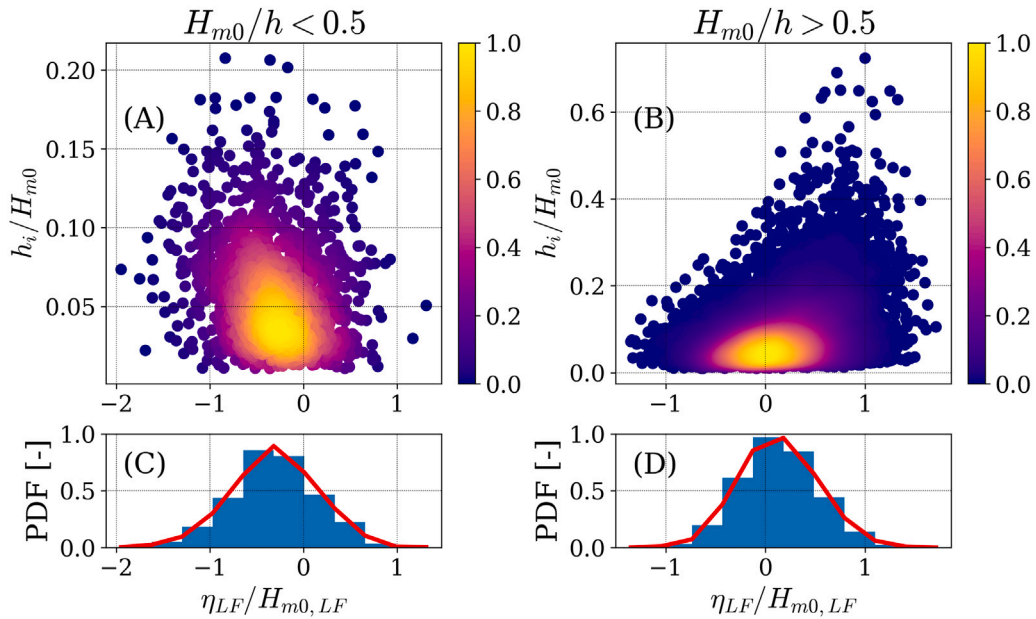 H_{m0}/h < 0.5
H_{m0}/h > 0.5
(A)
h_i/H_{m0}
0.20
0.15
0.10
0.05
−2 −1 0 1
1.0
0.8
0.6
0.4
0.2
0.0
(B)
h_i/H_{m0}
0.6
0.4
0.2
0.0
−1 0 1
1.0
0.8
0.6
0.4
0.2
0.0
(C)
PDF [-]
1.0
0.5
0.0
−2 −1 0 1
η_{LF}/H_{m0, LF}
(D)
PDF [-]
1.0
0.5
0.0
−1 0 1
η_{LF}/H_{m0, LF}